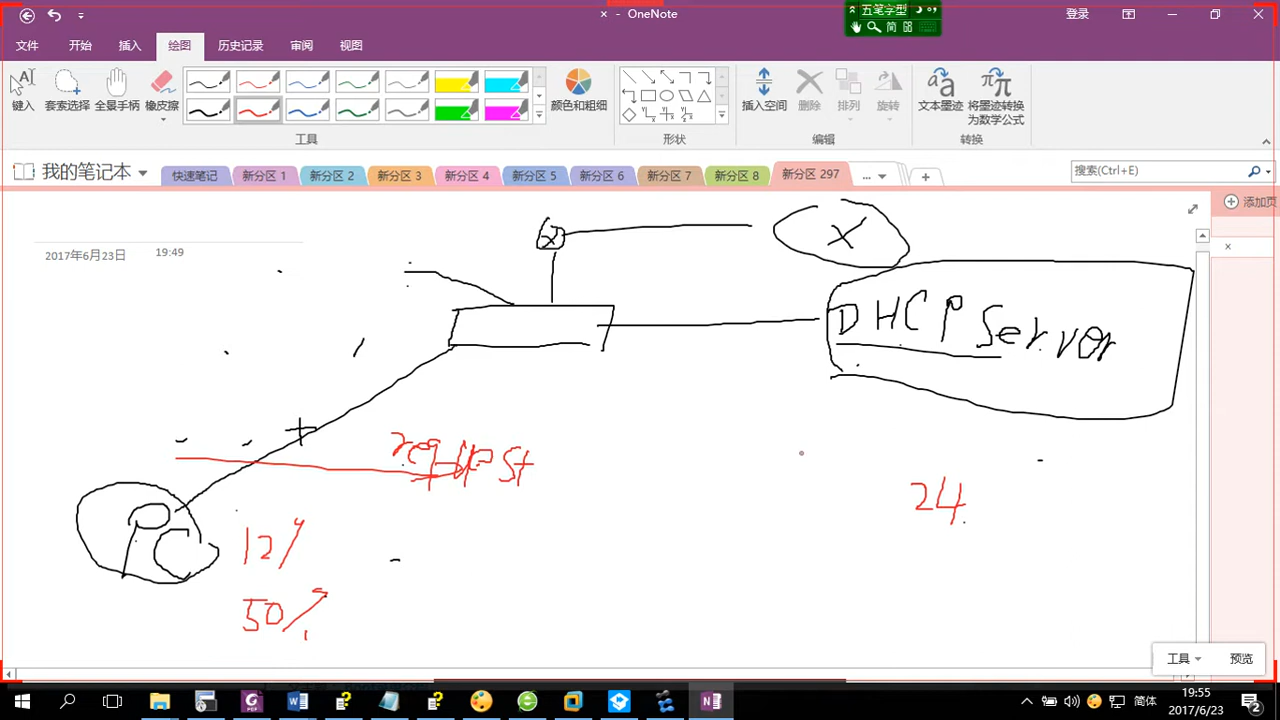 五笔字型
简
OneNote
登录
文件 开始 插入 绘图 历史记录 审阅 视图
键入 套索选择 全景手柄 橡皮擦 颜色和粗细 插入空间 删除 排列 旋转 文本墨迹 将墨迹转换为数学公式
工具 形状 编辑 转换
我的笔记本 快速笔记 新分区 1 新分区 2 新分区 3 新分区 4 新分区 5 新分区 6 新分区 7 新分区 8 新分区 297 ... 搜索(Ctrl+E)
添加页
2017年6月23日 19:49
X
X
DHCP Server
24
PC
12
50%
工具 预览
简体 19:55
2017/6/23